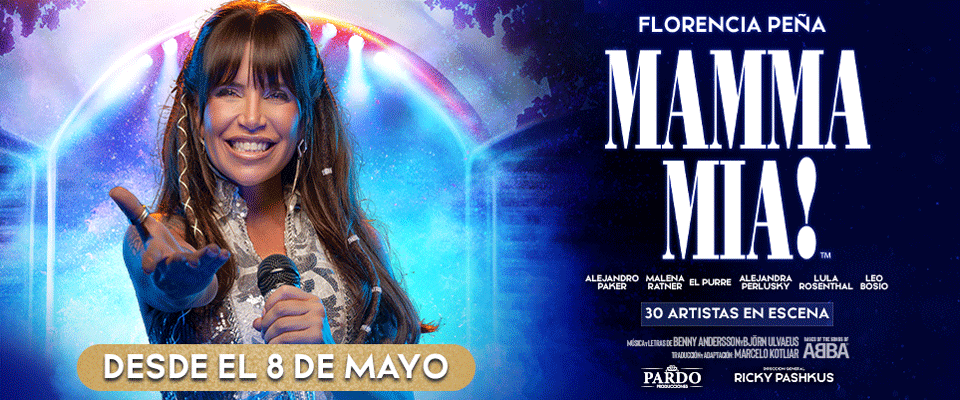 FLORENCIA PEÑA
MAMMA
MIA!
TM
ALEJANDRO PAKER
MALENA RATNER
EL PURRE
ALEJANDRA PERLUSKY
LULA ROSENTHAL
LEO BOSIO
30 ARTISTAS EN ESCENA
MÚSICA Y LETRAS DE BENNY ANDERSSON Y BJÖRN ULVAEUS
TRADUCCIÓN Y ADAPTACIÓN MARCELO KOTLIAR
BASED ON THE SONGS OF
ABBA
PARDO
PRODUCCIONES
DIRECCIÓN GENERAL
RICKY PASHKUS
DESDE EL 8 DE MAYO